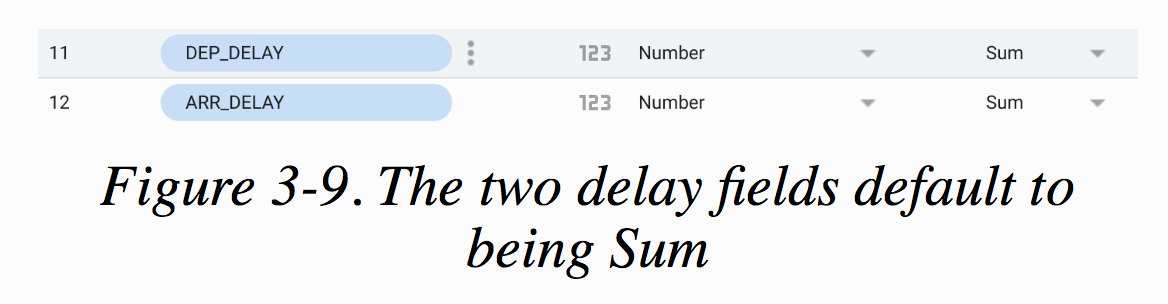 11 DEP_DELAY 123 Number Sum
12 ARR_DELAY 123 Number Sum
Figure 3-9. The two delay fields default to
being Sum